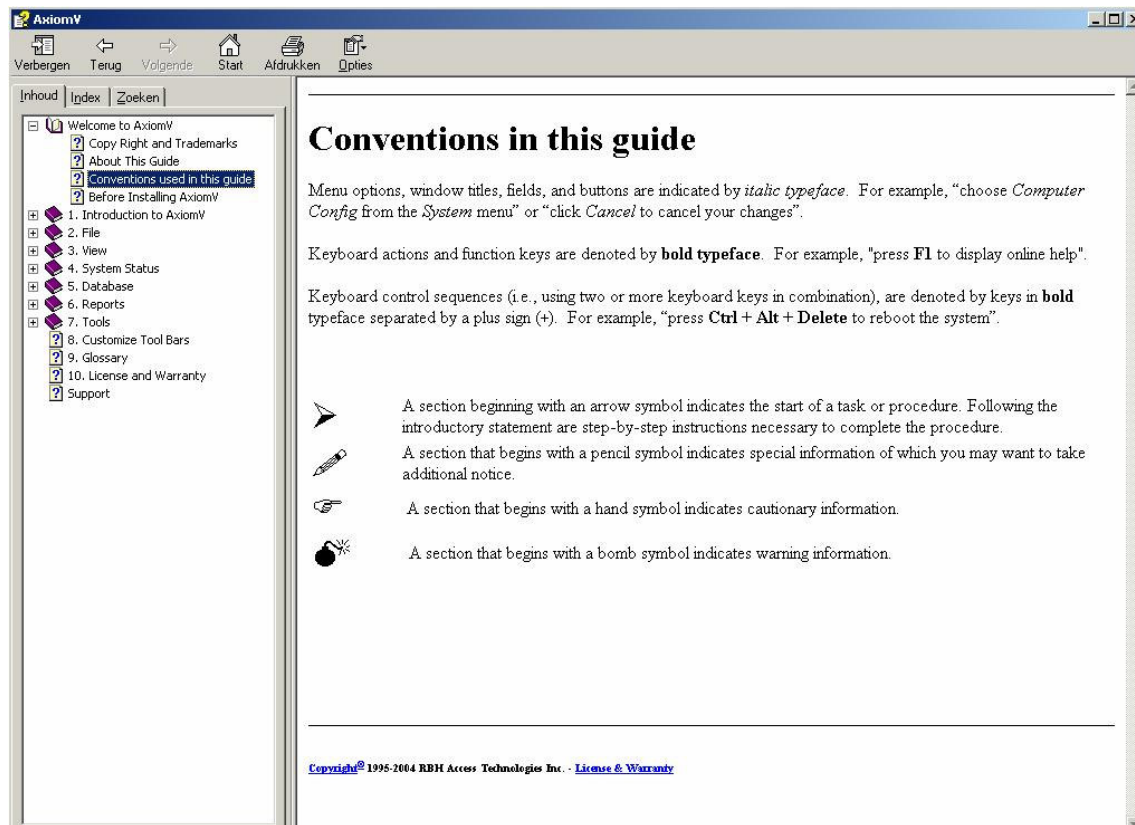 AxiomV
Verbergen Terug Volgende Start Afdrukken Opties
Inhoud Index Zoeken
Welcome to AxiomV
Copy Right and Trademarks
About This Guide
Conventions used in this guide
Before Installing AxiomV
1. Introduction to AxiomV
2. File
3. View
4. System Status
5. Database
6. Reports
7. Tools
8. Customize Tool Bars
9. Glossary
10. License and Warranty
Support
Conventions in this guide
Menu options, window titles, fields, and buttons are indicated by italic typeface. For example, “choose Computer
Config from the System menu” or “click Cancel to cancel your changes”.
Keyboard actions and function keys are denoted by bold typeface. For example, "press F1 to display online help".
Keyboard control sequences (i.e., using two or more keyboard keys in combination), are denoted by keys in bold
typeface separated by a plus sign (+). For example, “press Ctrl + Alt + Delete to reboot the system”.
A section beginning with an arrow symbol indicates the start of a task or procedure. Following the
introductory statement are step-by-step instructions necessary to complete the procedure.
A section that begins with a pencil symbol indicates special information of which you may want to take
additional notice.
A section that begins with a hand symbol indicates cautionary information.
A section that begins with a bomb symbol indicates warning information.
Copyright© 1995-2004 RBH Access Technologies Inc. - License & Warranty